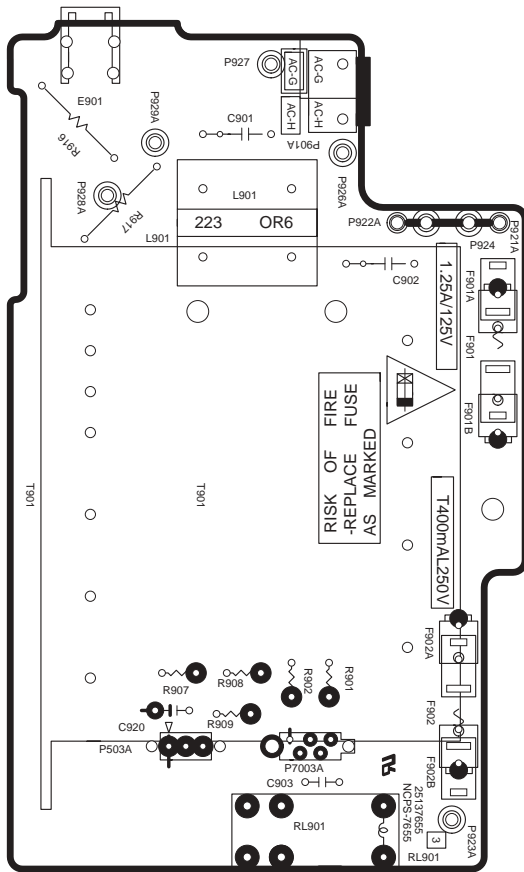 P927
AC-G
AC-G
AC-H
AC-H
P901A
E901
R916
P929A
C901
P926A
P928A
R917
L901
223 OR6
L901
P922A
P924
P921A
C902
1.25A/125V
F901A
F901
F901B
RISK OF FIRE
-REPLACE FUSE
AS MARKED
T901
T901
T400mAL250V
F902A
F902
F902B
R907
R908
R902
R901
C920
R909
P503A
P7003A
C903
25137655
NCPS-7655
RL901
RL901
3
P923A